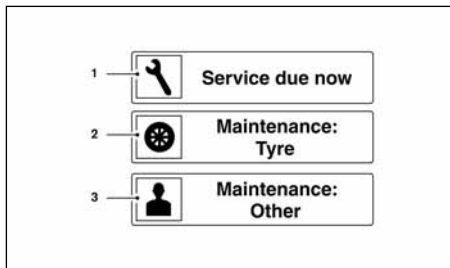 1
Service due now
2
Maintenance:
Tyre
3
Maintenance:
Other